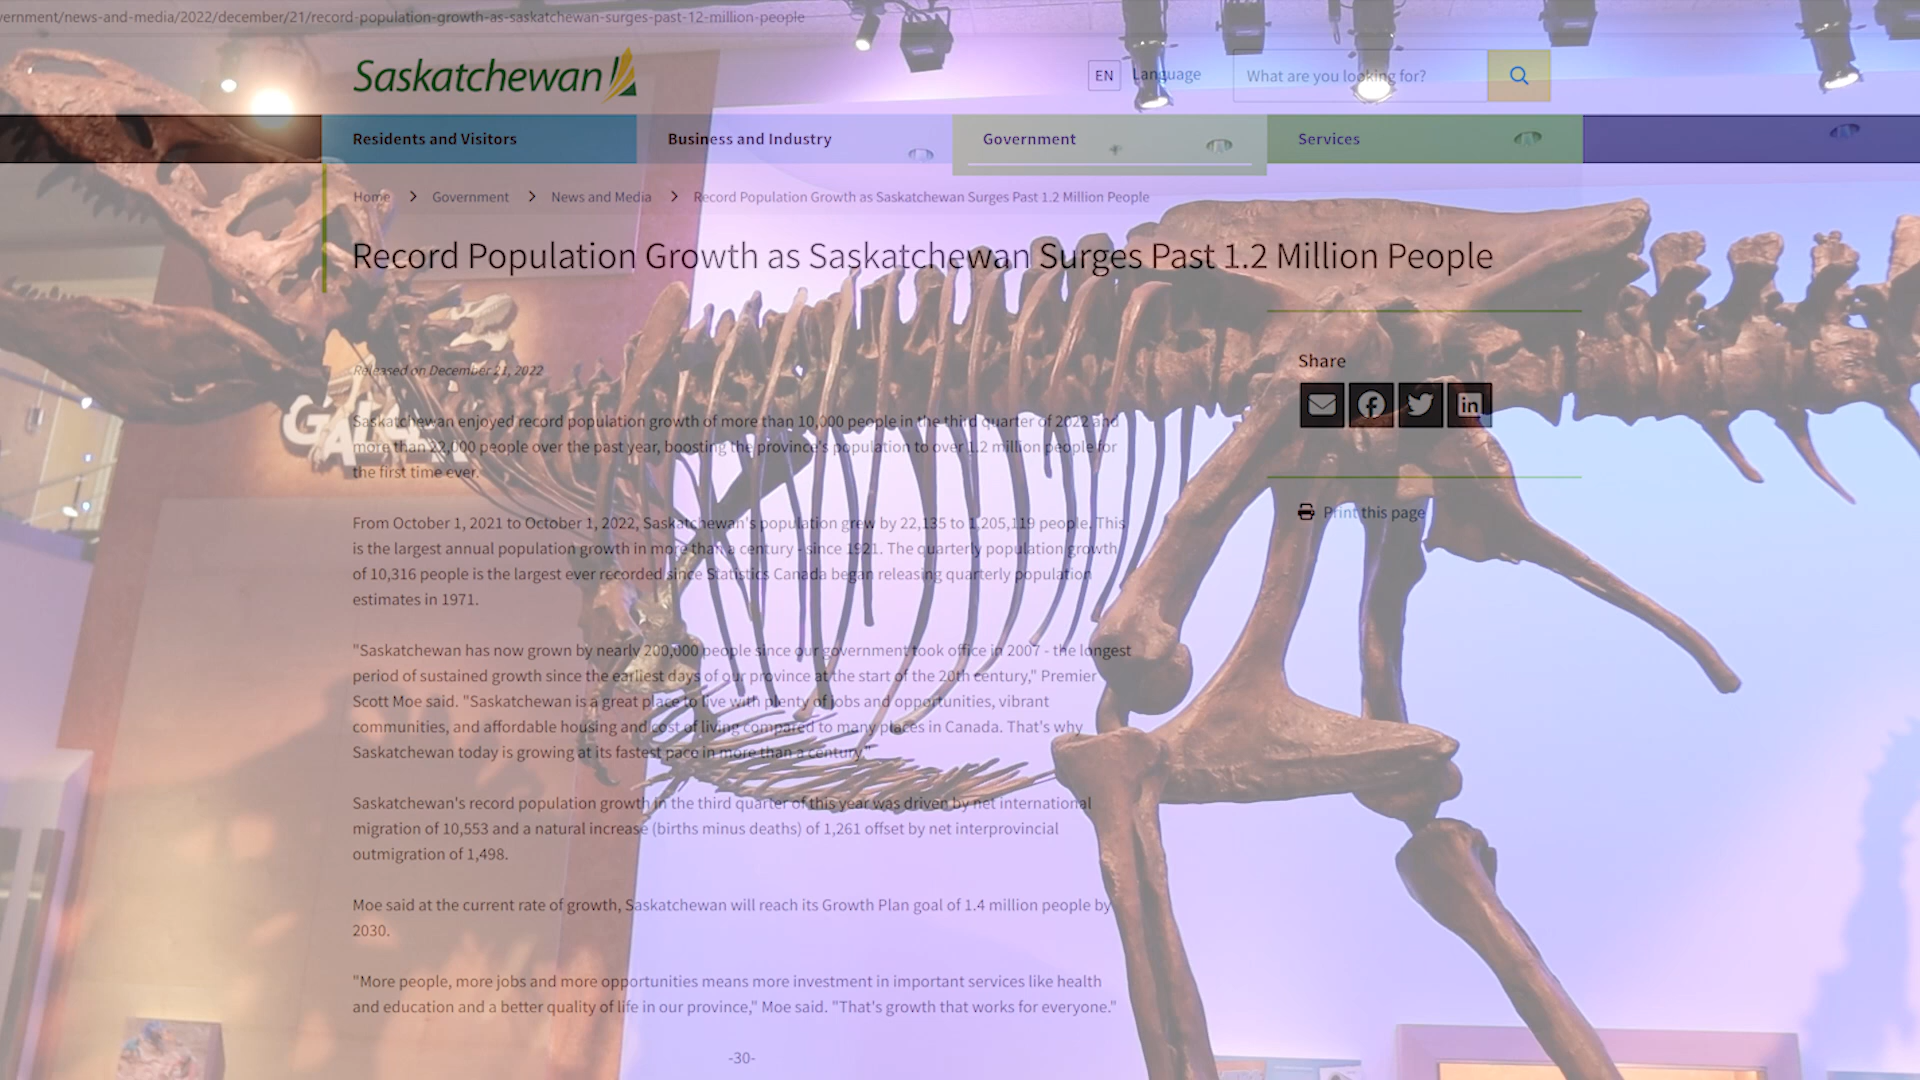 ernment/news-and-media/2022/december/21/record-population-growth-as-saskatchewan-surges-past-12-million-people
Saskatchewan
EN Language
What are you looking for?
Residents and Visitors
Business and Industry
Government
Services
Home > Government > News and Media > Record Population Growth as Saskatchewan Surges Past 1.2 Million People
Record Population Growth as Saskatchewan Surges Past 1.2 Million People
Released on December 21, 2022
Share
Print this page
GAL
Saskatchewan enjoyed record population growth of more than 10,000 people in the third quarter of 2022 and
more than 22,000 people over the past year, boosting the province's population to over 1.2 million people for
the first time ever.
From October 1, 2021 to October 1, 2022, Saskatchewan's population grew by 22,135 to 1,205,119 people. This
is the largest annual population growth in more than a century - since 1921. The quarterly population growth
of 10,316 people is the largest ever recorded since Statistics Canada began releasing quarterly population
estimates in 1971.
"Saskatchewan has now grown by nearly 200,000 people since our government took office in 2007 - the longest
period of sustained growth since the earliest days of our province at the start of the 20th century," Premier
Scott Moe said. "Saskatchewan is a great place to live with plenty of jobs and opportunities, vibrant
communities, and affordable housing and cost of living compared to many places in Canada. That's why
Saskatchewan today is growing at its fastest pace in more than a century."
Saskatchewan's record population growth in the third quarter of this year was driven by net international
migration of 10,553 and a natural increase (births minus deaths) of 1,261 offset by net interprovincial
outmigration of 1,498.
Moe said at the current rate of growth, Saskatchewan will reach its Growth Plan goal of 1.4 million people by
2030.
"More people, more jobs and more opportunities means more investment in important services like health
and education and a better quality of life in our province," Moe said. "That's growth that works for everyone."
-30-